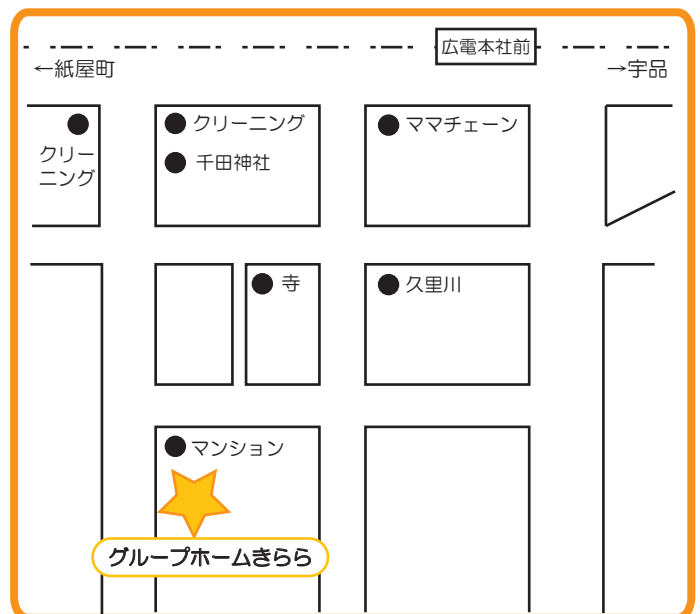 広電本社前
←紙屋町
→宇品
クリーニング
ママチェーン
クリー
ニング
千田神社
寺
久里川
マンション
グループホームきらら